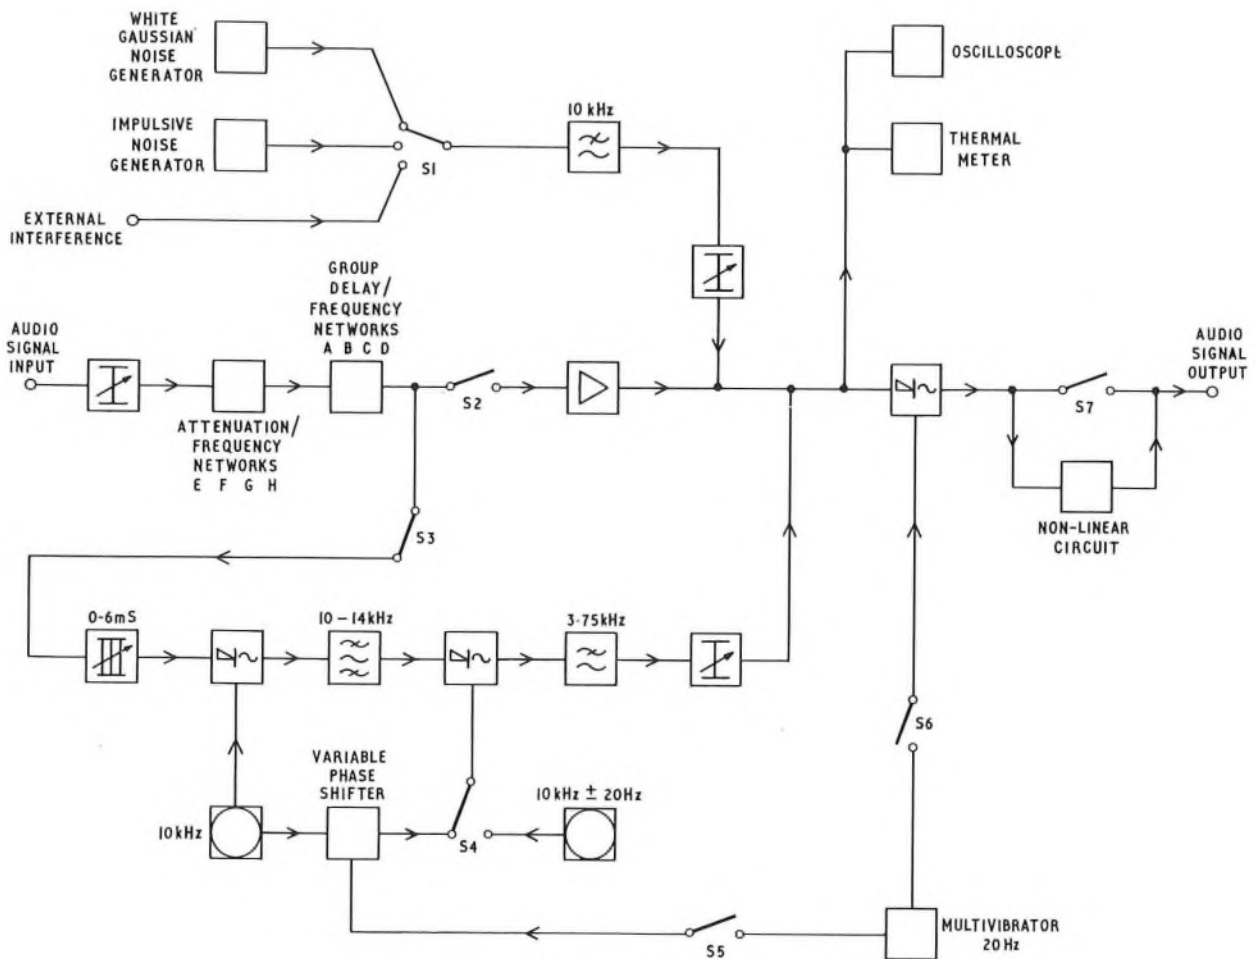 WHITE
GAUSSIAN
NOISE
GENERATOR
OSCILLOSCOPE
10 kHz
IMPULSIVE
NOISE
GENERATOR
THERMAL
METER
S1
EXTERNAL
INTERFERENCE
GROUP
DELAY/
FREQUENCY
NETWORKS
A B C D
AUDIO
SIGNAL
INPUT
AUDIO
SIGNAL
OUTPUT
S2
S7
ATTENUATION/
FREQUENCY
NETWORKS
E F G H
NON-LINEAR
CIRCUIT
S3
0-6mS
10-14kHz
3·75kHz
S6
VARIABLE
PHASE
SHIFTER
10kHz ± 20Hz
10kHz
S4
S5
MULTIVIBRATOR
20Hz